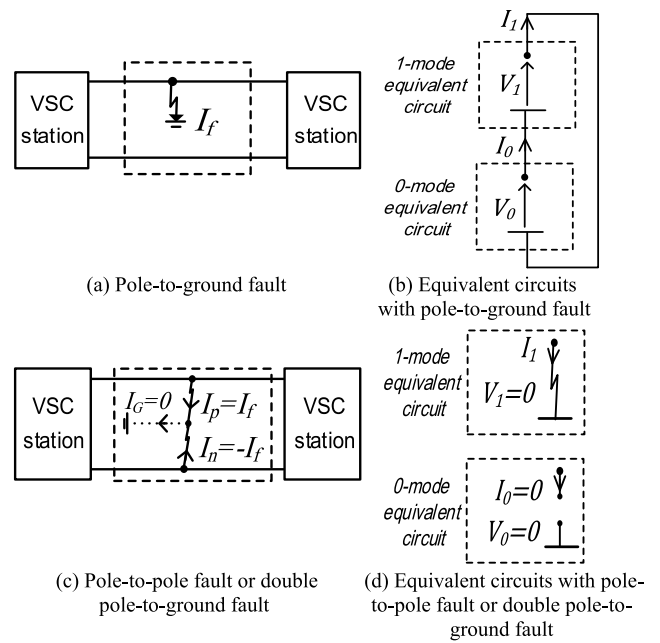 VSC
station
I_f
VSC
station
(a) Pole-to-ground fault
I_1
1-mode
equivalent
circuit
V_1
I_0
0-mode
equivalent
circuit
V_0
(b) Equivalent circuits
with pole-to-ground fault
VSC
station
I_G=0
I_p=I_f
I_n=-I_f
VSC
station
(c) Pole-to-pole fault or double
pole-to-ground fault
1-mode
equivalent
circuit
I_1
V_1=0
0-mode
equivalent
circuit
I_0=0
V_0=0
(d) Equivalent circuits with pole-
to-pole fault or double pole-to-
ground fault